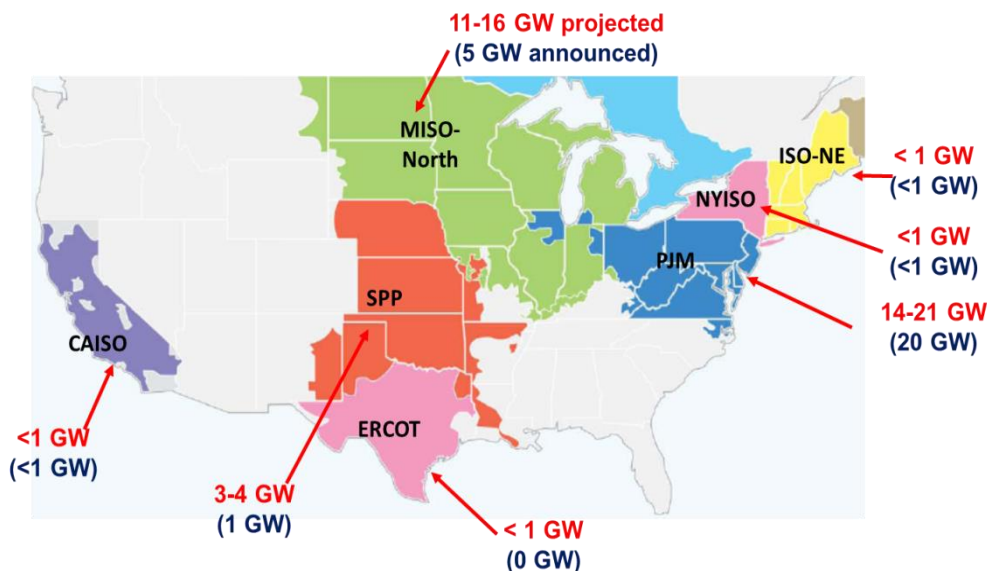 11-16 GW projected
(5 GW announced)
MISO-
North
ISO-NE
< 1 GW
(<1 GW)
NYISO
<1 GW
(<1 GW)
PJM
14-21 GW
(20 GW)
SPP
CAISO
<1 GW
(<1 GW)
ERCOT
3-4 GW
(1 GW)
< 1 GW
(0 GW)